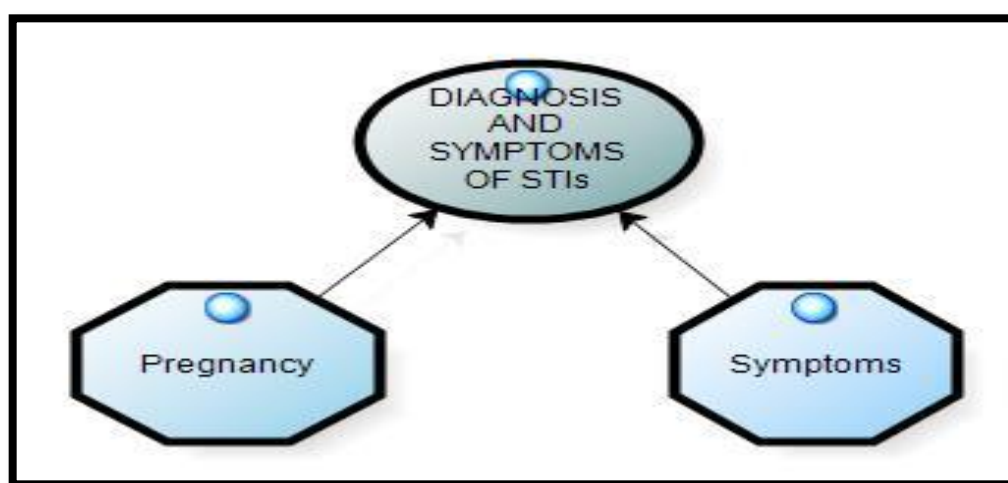 DIAGNOSIS
AND
SYMPTOMS
OF STIs
Pregnancy
Symptoms